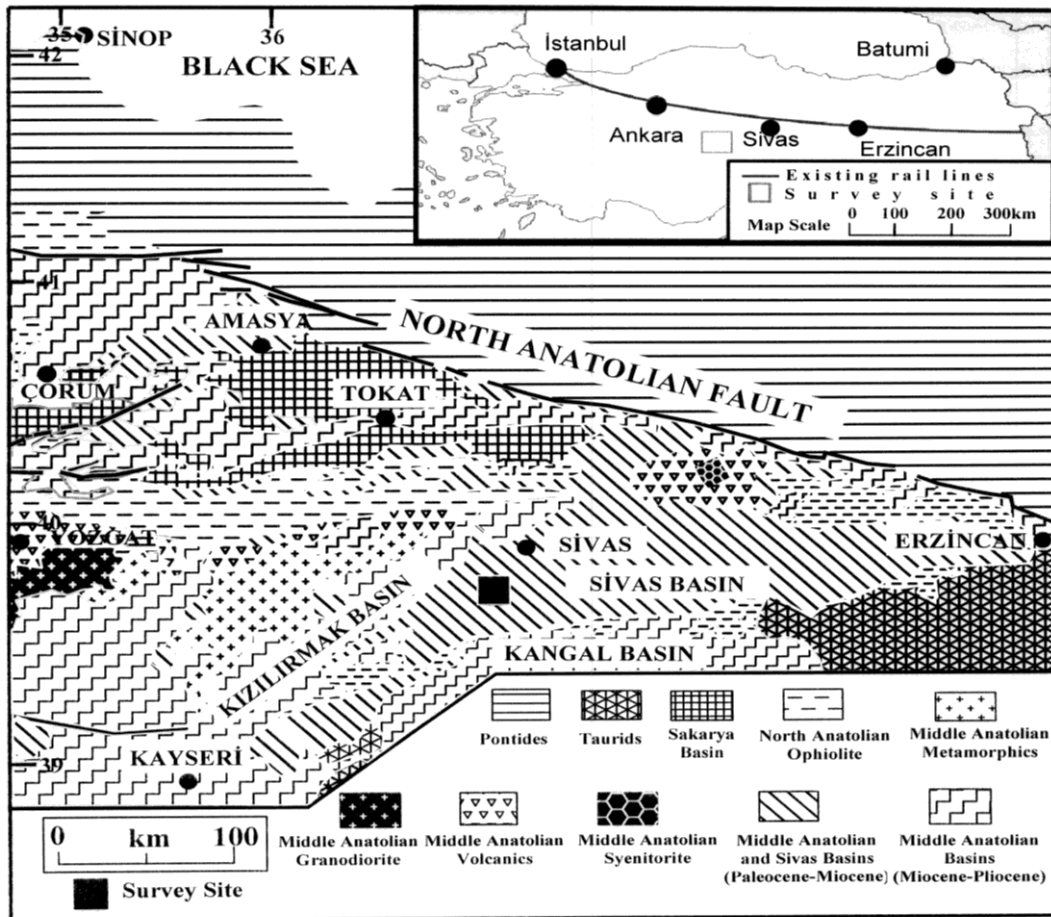 35
SİNOP
36
42
BLACK SEA
İstanbul
Batumi
Ankara
Sivas
Erzincan
Existing rail lines
Survey site
Map Scale
0 100 200 300km
41
AMASYA
NORTH ANATOLIAN FAULT
ÇORUM
TOKAT
40
YOZGAT
SİVAS
ERZİNCAN
SİVAS BASIN
KIZILIRMAK BASIN
KANGAL BASIN
39
KAYSERİ
Pontides
Taurids
Sakarya
Basin
North Anatolian
Ophiolite
Middle Anatolian
Metamorphics
0 km 100
Survey Site
Middle Anatolian
Granodiorite
Middle Anatolian
Volcanics
Middle Anatolian
Syenitorite
Middle Anatolian
and Sivas Basins
(Paleocene-Miocene)
Middle Anatolian
Basins
(Miocene-Pliocene)